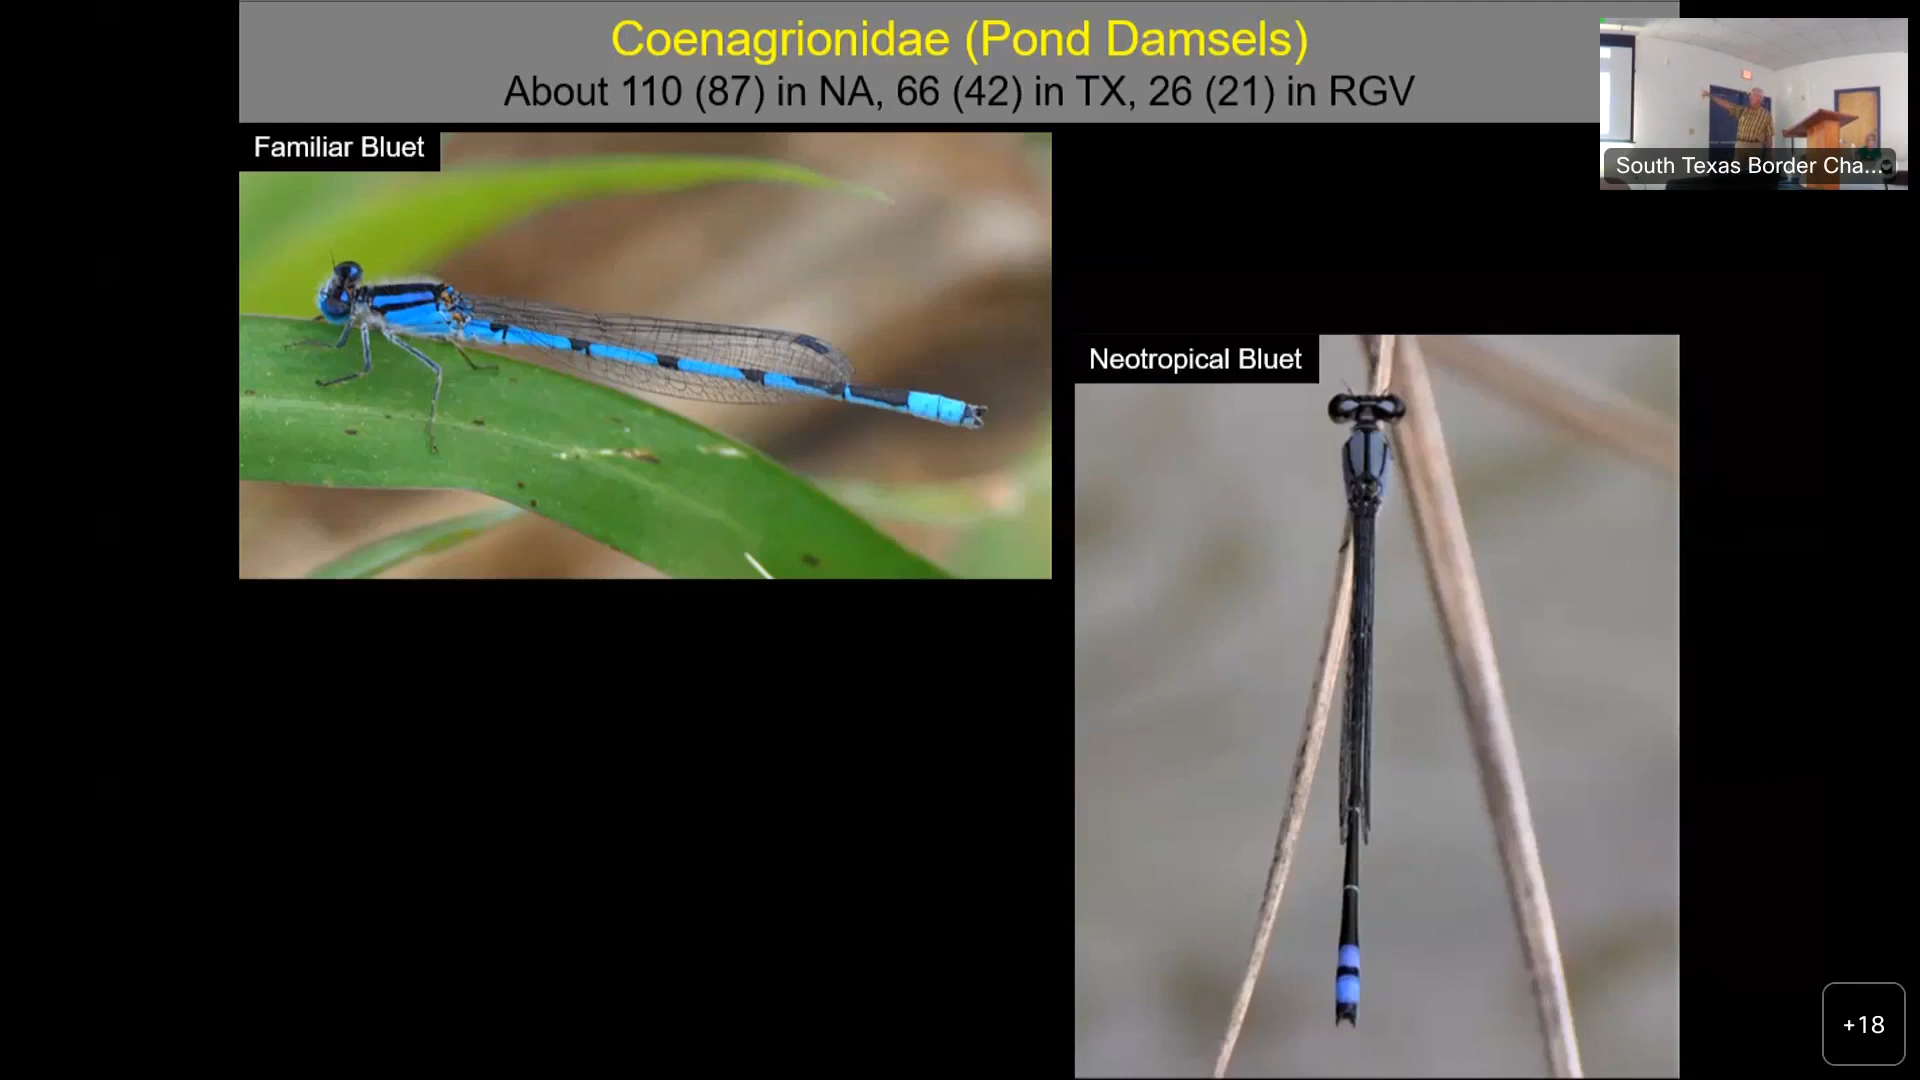 Coenagrionidae (Pond Damsels)
About 110 (87) in NA, 66 (42) in TX, 26 (21) in RGV
Familiar Bluet
South Texas Border Cha...
Neotropical Bluet
+18